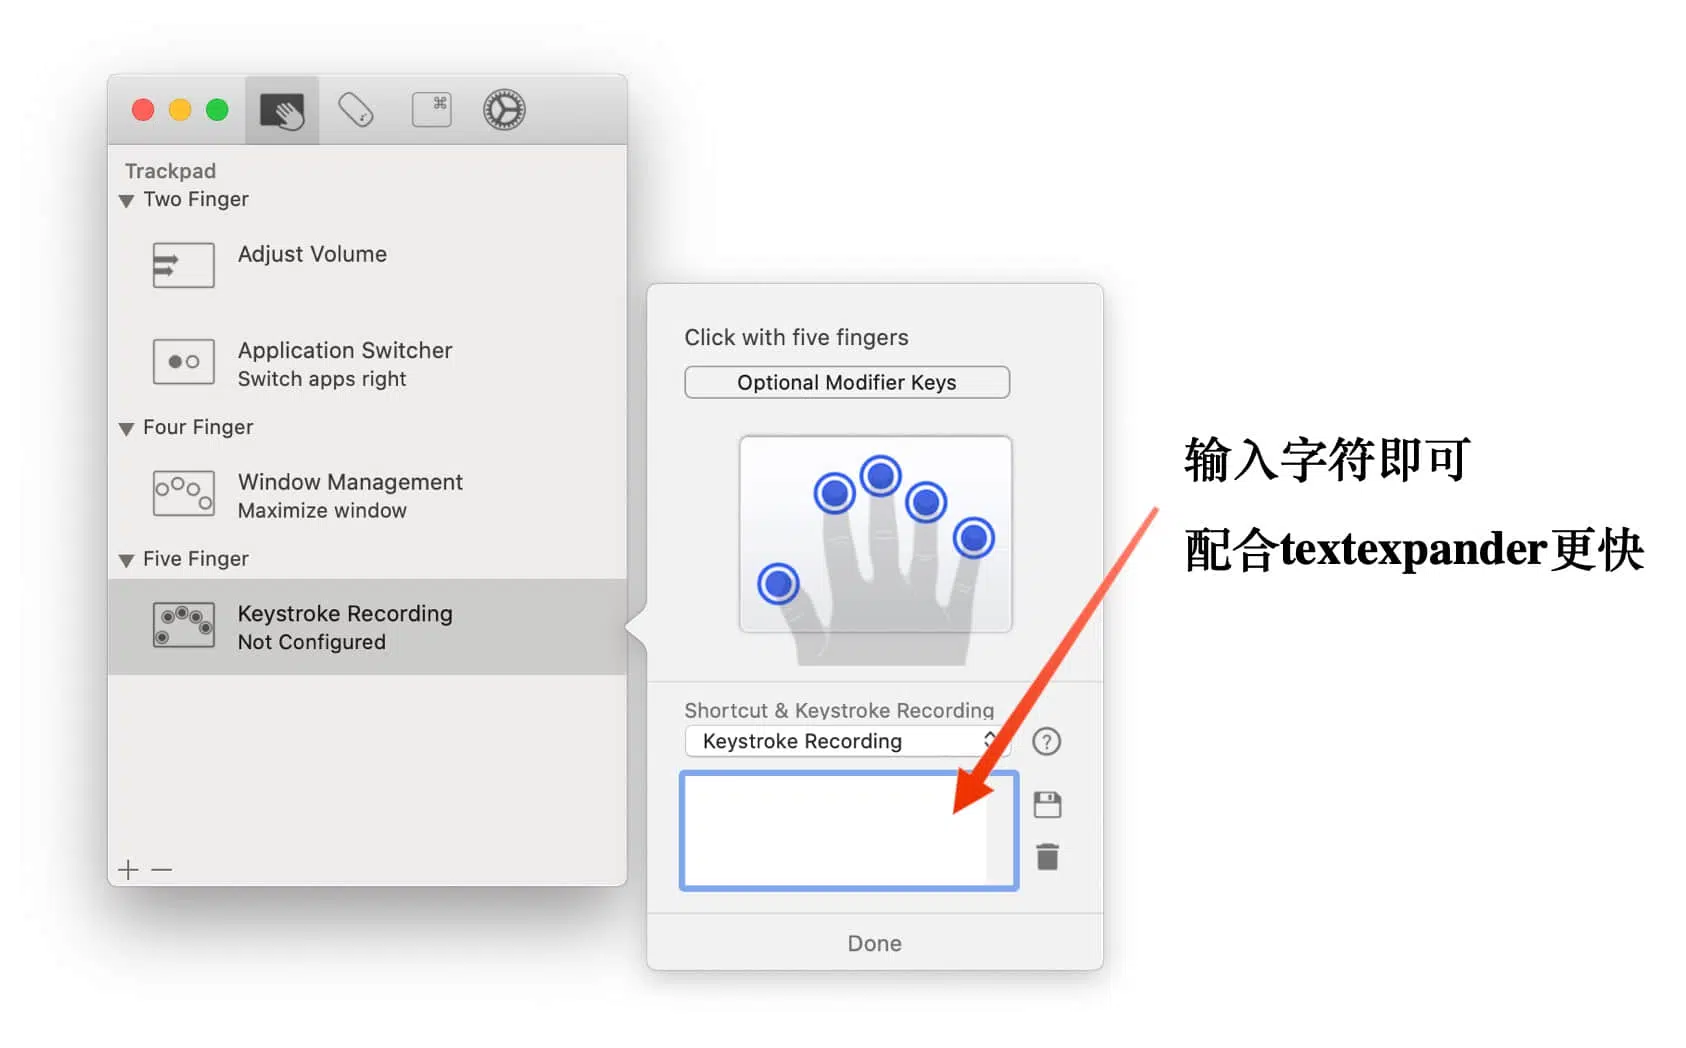 ⌘
Trackpad
Two Finger
Adjust Volume
Application Switcher
Switch apps right
Four Finger
Window Management
Maximize window
Five Finger
Keystroke Recording
Not Configured
Click with five fingers
Optional Modifier Keys
Shortcut & Keystroke Recording
Keystroke Recording
?
Done
输入字符即可
配合textexpander更快